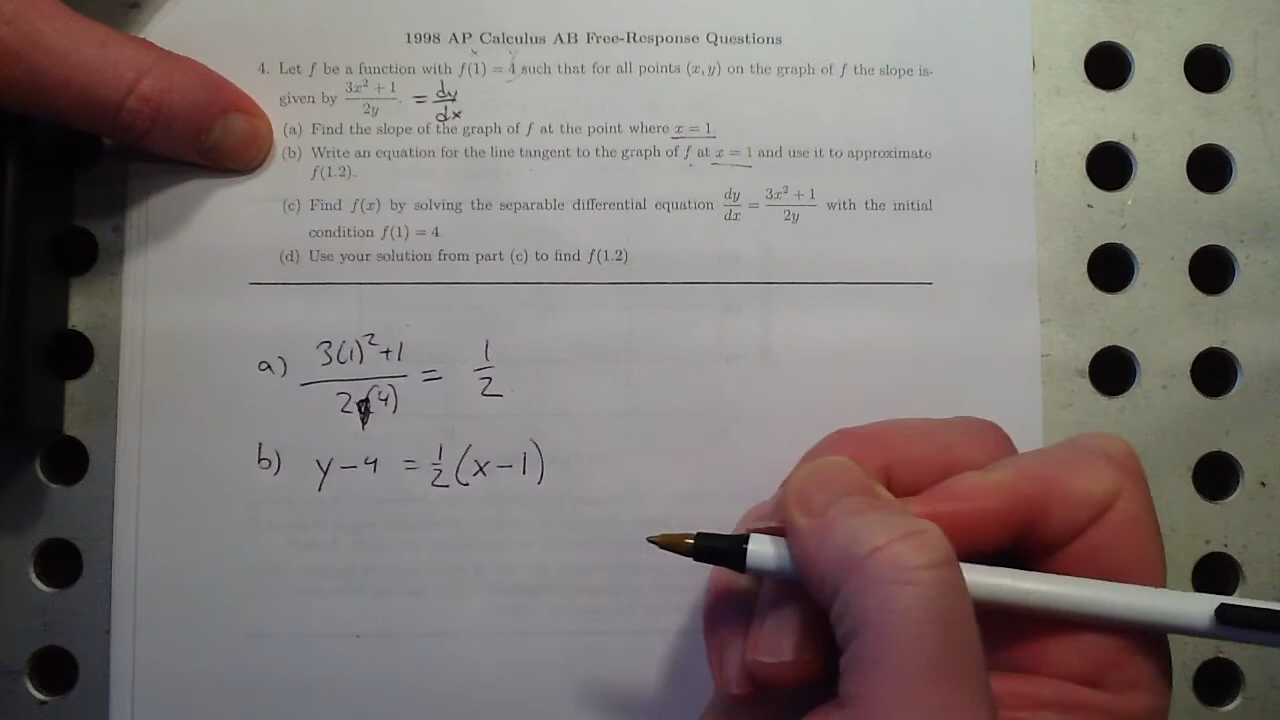 1998 AP Calculus AB Free-Response Questions
x y
4. Let f be a function with f(1) = 4 such that for all points (x, y) on the graph of f the slope is
given by 3x² + 1 / 2y. = dy/dx
(a) Find the slope of the graph of f at the point where x = 1.
(b) Write an equation for the line tangent to the graph of f at x = 1 and use it to approximate
f(1.2).
(c) Find f(x) by solving the separable differential equation dy/dx = 3x² + 1 / 2y with the initial
condition f(1) = 4
(d) Use your solution from part (c) to find f(1.2)
a) 3(1)²+1 / 2(4) = 1/2
b) y-4 = 1/2 (x-1)